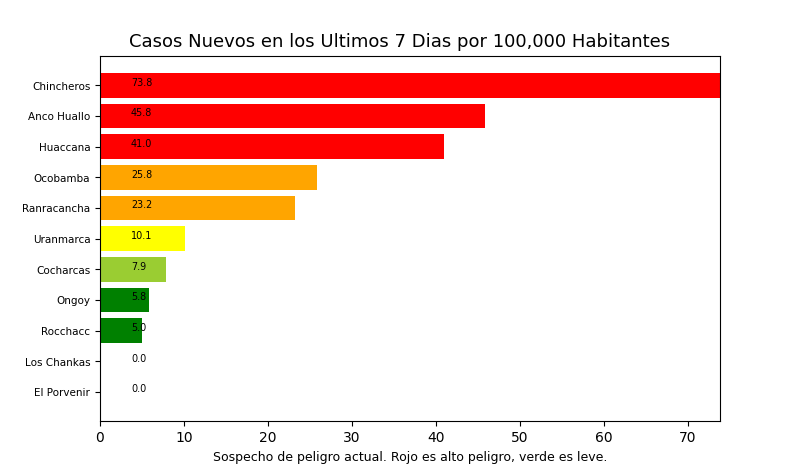 Casos Nuevos en los Ultimos 7 Dias por 100,000 Habitantes
Chincheros 73.8
Anco Huallo 45.8
Huaccana 41.0
Ocobamba 25.8
Ranracancha 23.2
Uranmarca 10.1
Cocharcas 7.9
Ongoy 5.8
Rocchacc 5.0
Los Chankas 0.0
El Porvenir 0.0
0 10 20 30 40 50 60 70
Sospecho de peligro actual. Rojo es alto peligro, verde es leve.